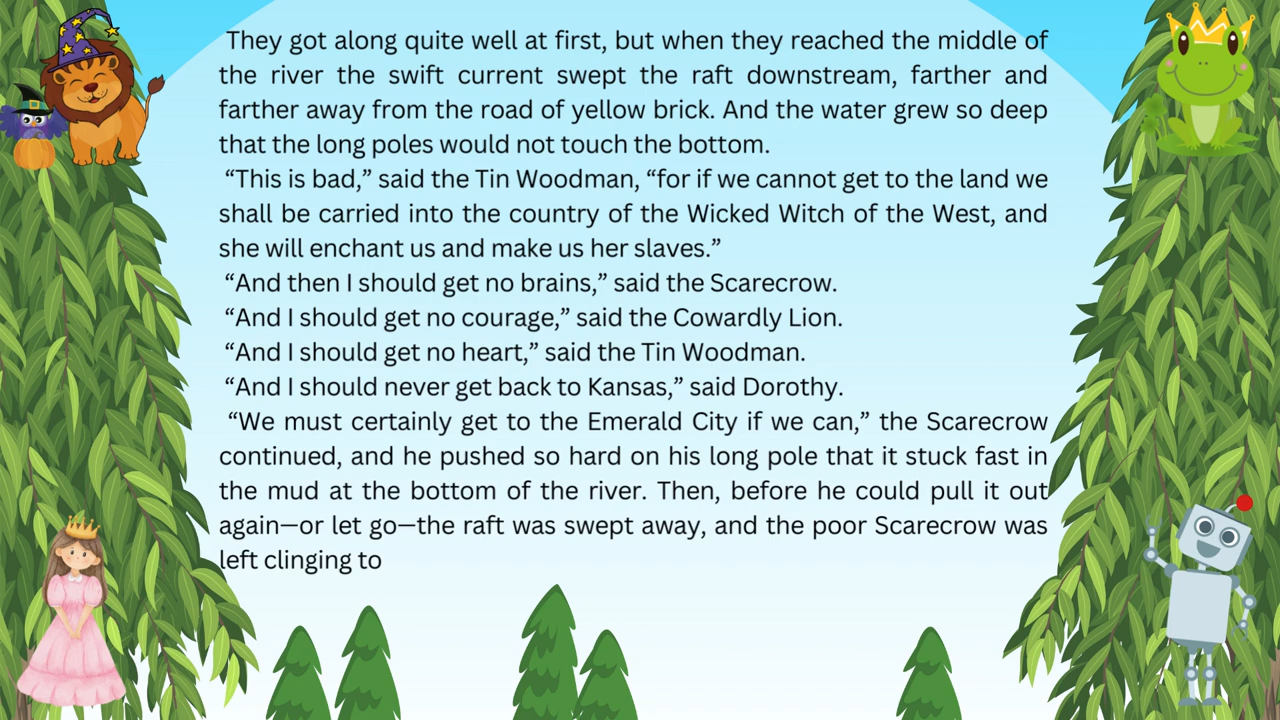 They got along quite well at first, but when they reached the middle of
the river the swift current swept the raft downstream, farther and
farther away from the road of yellow brick. And the water grew so deep
that the long poles would not touch the bottom.
“This is bad,” said the Tin Woodman, “for if we cannot get to the land we
shall be carried into the country of the Wicked Witch of the West, and
she will enchant us and make us her slaves.”
“And then I should get no brains,” said the Scarecrow.
“And I should get no courage,” said the Cowardly Lion.
“And I should get no heart,” said the Tin Woodman.
“And I should never get back to Kansas,” said Dorothy.
“We must certainly get to the Emerald City if we can,” the Scarecrow
continued, and he pushed so hard on his long pole that it stuck fast in
the mud at the bottom of the river. Then, before he could pull it out
again—or let go—the raft was swept away, and the poor Scarecrow was
left clinging to